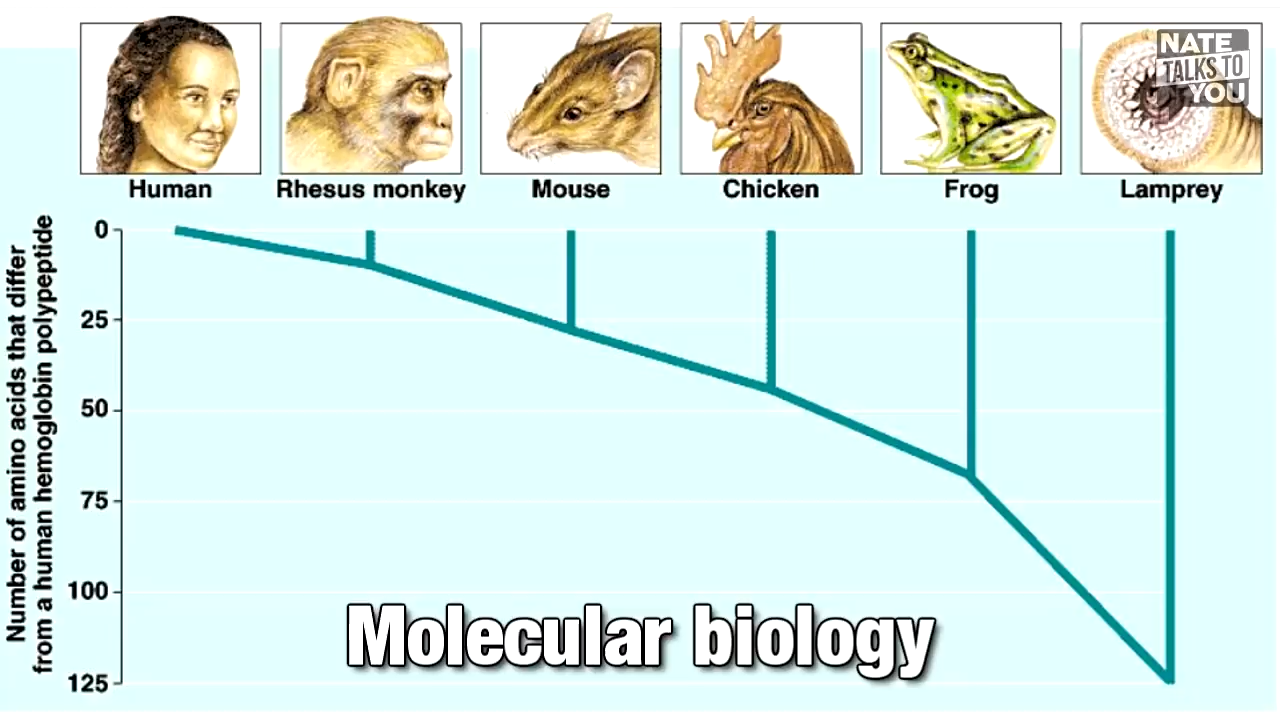 NATE
TALKS TO
YOU
Human
Rhesus monkey
Mouse
Chicken
Frog
Lamprey
Number of amino acids that differ
from a human hemoglobin polypeptide
0
25
50
75
100
125
Molecular biology